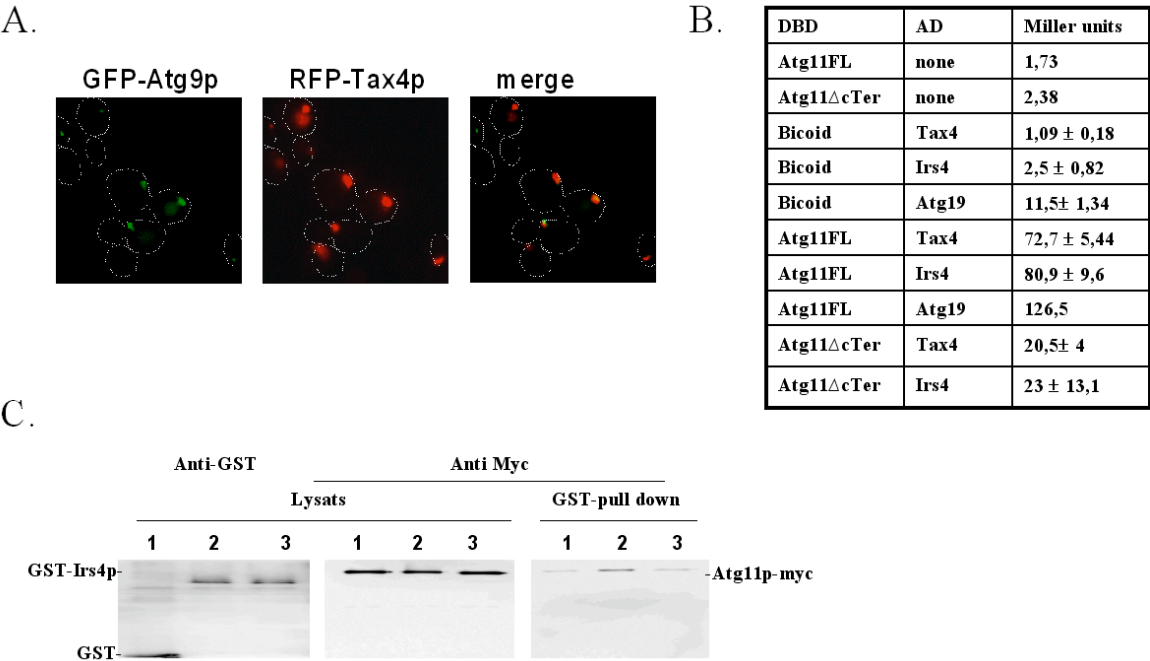 A.
GFP-Atg9p RFP-Tax4p merge
B.
DBD AD Miller units
Atg11FL none 1,73
Atg11△cTer none 2,38
Bicoid Tax4 1,09 ± 0,18
Bicoid Irs4 2,5 ± 0,82
Bicoid Atg19 11,5± 1,34
Atg11FL Tax4 72,7 ± 5,44
Atg11FL Irs4 80,9 ± 9,6
Atg11FL Atg19 126,5
Atg11△cTer Tax4 20,5± 4
Atg11△cTer Irs4 23 ± 13,1
C.
Anti-GST Anti Myc
Lysats GST-pull down
1 2 3 1 2 3 1 2 3
GST-Irs4p- -Atg11p-myc
GST-